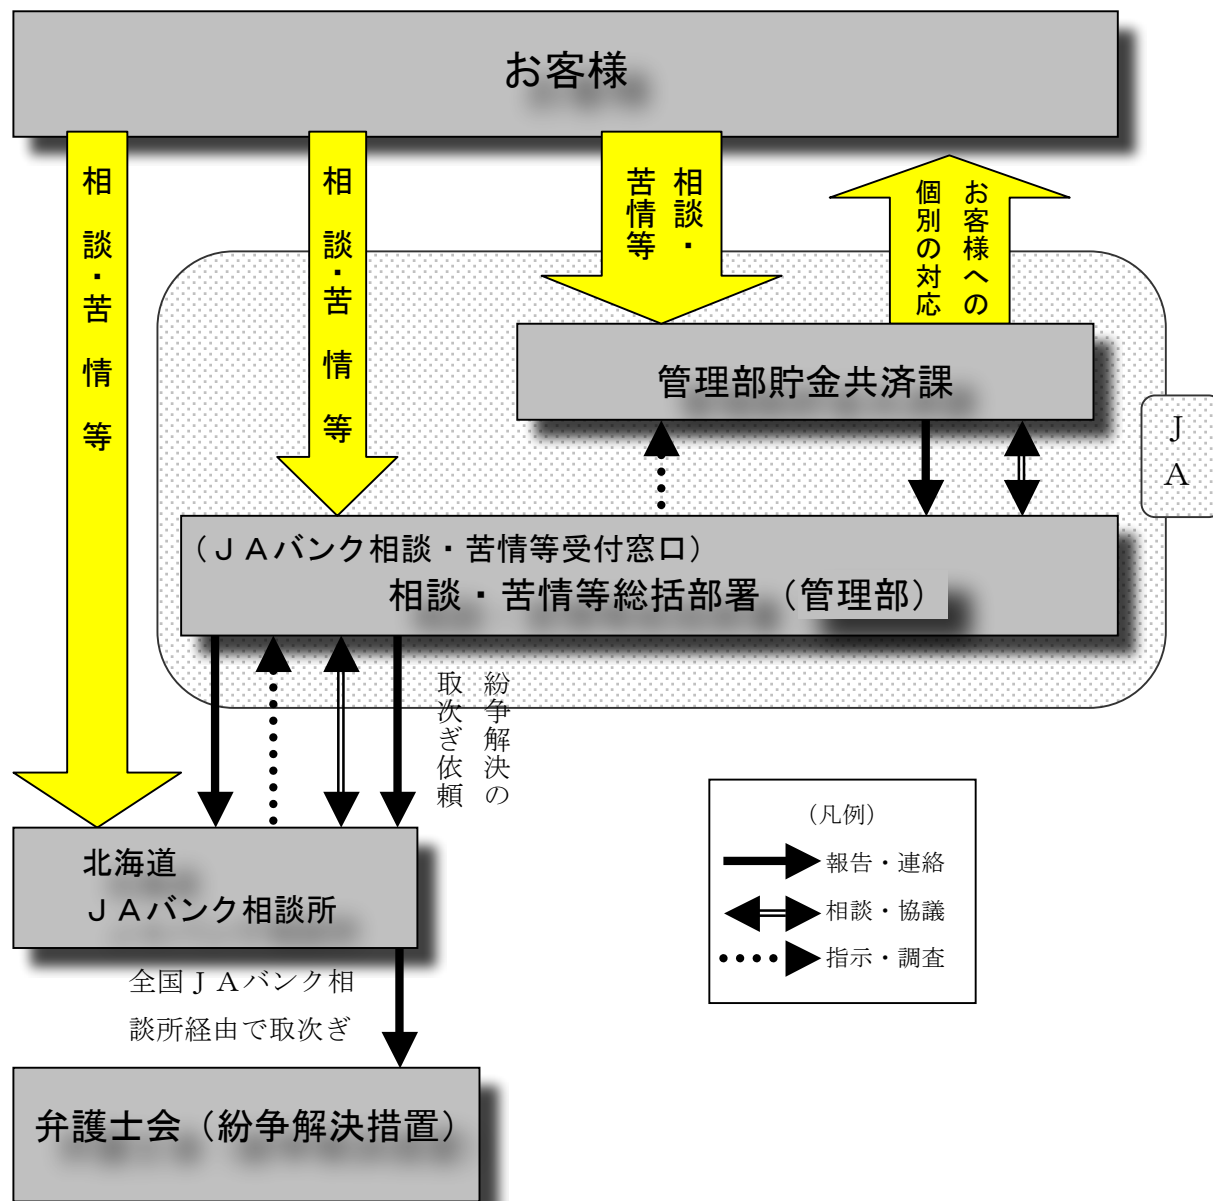 お客様
相談・苦情等
相談・苦情等
相談・
苦情等
お客様への
個別の対応
管理部貯金共済課
ＪＡ
（ＪＡバンク相談・苦情等受付窓口）
相談・苦情等総括部署（管理部）
紛争解決の
取次ぎ依頼
北海道
ＪＡバンク相談所
全国ＪＡバンク相
談所経由で取次ぎ
弁護士会（紛争解決措置）
（凡例）
報告・連絡
相談・協議
指示・調査